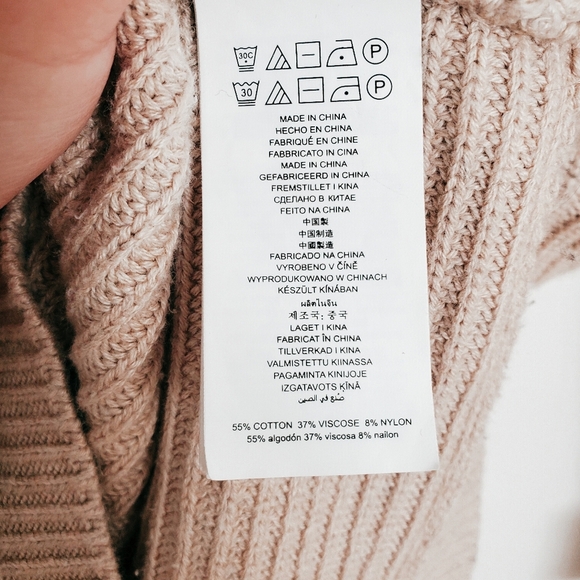 30C P
30 P
MADE IN CHINA
HECHO EN CHINA
FABRIQUÉ EN CHINE
FABBRICATO IN CINA
MADE IN CHINA
GEFABRICEERD IN CHINA
FREMSTILLET I KINA
СДЕЛАНО В КИТАЕ
FEITO NA CHINA
中国製
中国制造
中國製造
FABRICADO NA CHINA
VYROBENO V ČÍNĚ
WYPRODUKOWANO W CHINACH
KÉSZÜLT KÍNÁBAN
ผลิตในจีน
제조국: 중국
LAGET I KINA
FABRICAT ÎN CHINA
TILLVERKAD I KINA
VALMISTETTU KIINASSA
PAGAMINTA KINIJOJE
IZGATAVOTS ĶĪNĀ
صُنع في الصين
55% COTTON 37% VISCOSE 8% NYLON
55% algodón 37% viscosa 8% nailon